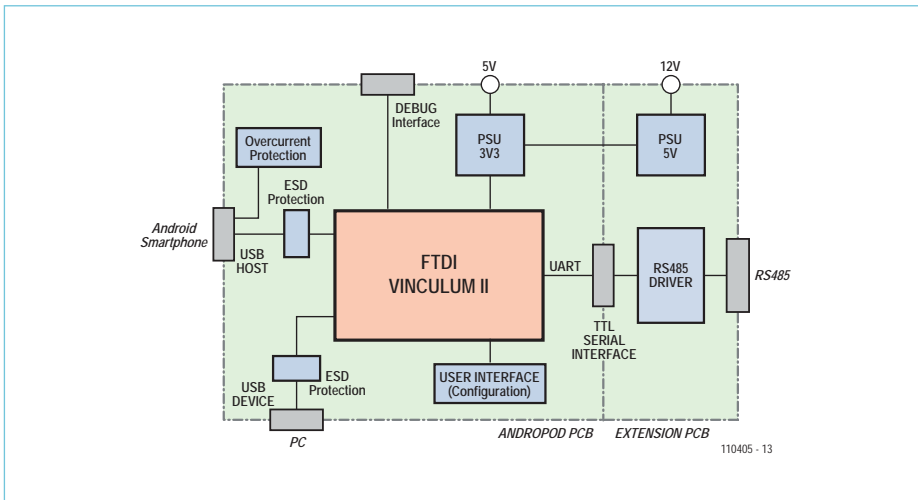 5V
12V
DEBUG
Interface
Overcurrent
Protection
PSU
3V3
PSU
5V
ESD
Protection
Android
Smartphone
USB
HOST
FTDI
VINCULUM II
UART
RS485
DRIVER
RS485
TTL
SERIAL
INTERFACE
USB
DEVICE
ESD
Protection
USER INTERFACE
(Configuration)
PC
ANDROPOD PCB
EXTENSION PCB
110405 - 13